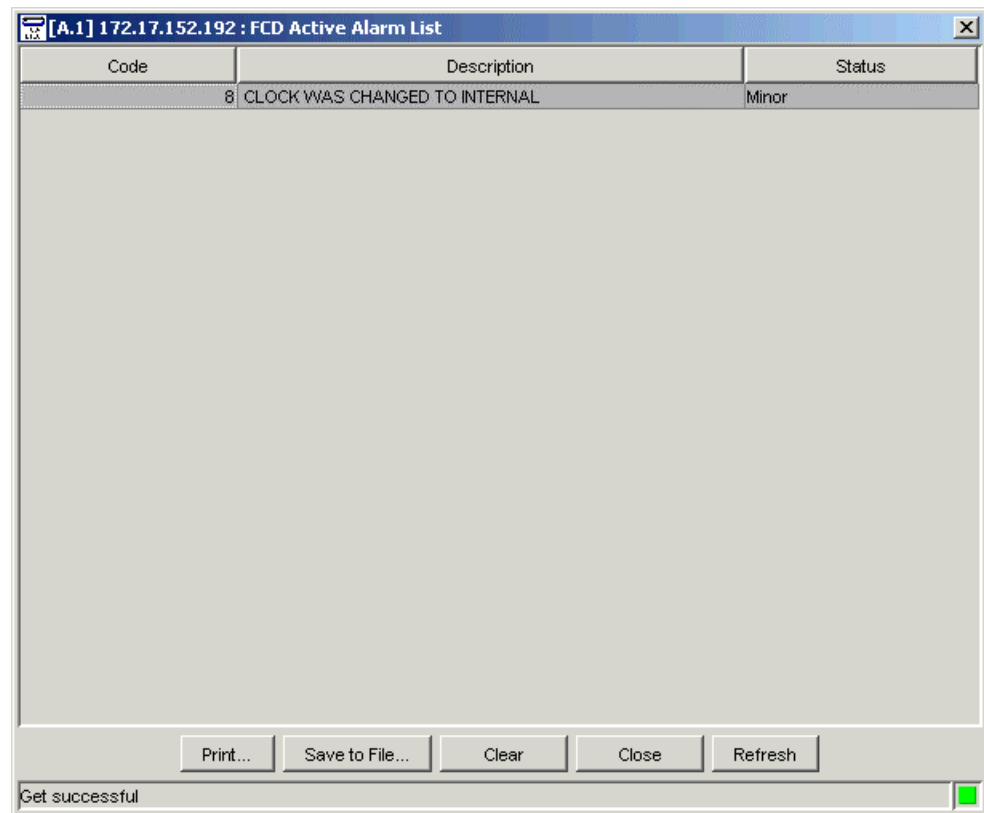 [A.1] 172.17.152.192 : FCD Active Alarm List
Code Description Status
8 CLOCK WAS CHANGED TO INTERNAL Minor
Print... Save to File... Clear Close Refresh
Get successful